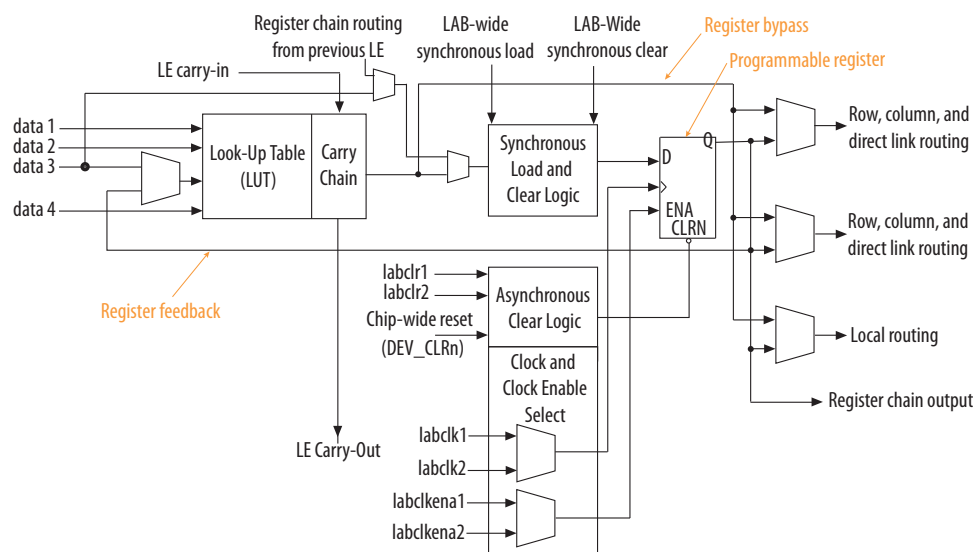 Register chain routing
from previous LE
LAB-wide
synchronous load
LAB-Wide
synchronous clear
Register bypass
Programmable register
LE carry-in
data 1
data 2
data 3
data 4
Look-Up Table
(LUT)
Carry
Chain
Synchronous
Load and
Clear Logic
D
Q
ENA
CLRN
Row, column, and
direct link routing
Row, column, and
direct link routing
Local routing
Register chain output
Register feedback
labclr1
labclr2
Chip-wide reset
(DEV_CLRn)
Asynchronous
Clear Logic
Clock and
Clock Enable
Select
LE Carry-Out
labclk1
labclk2
labclkena1
labclkena2